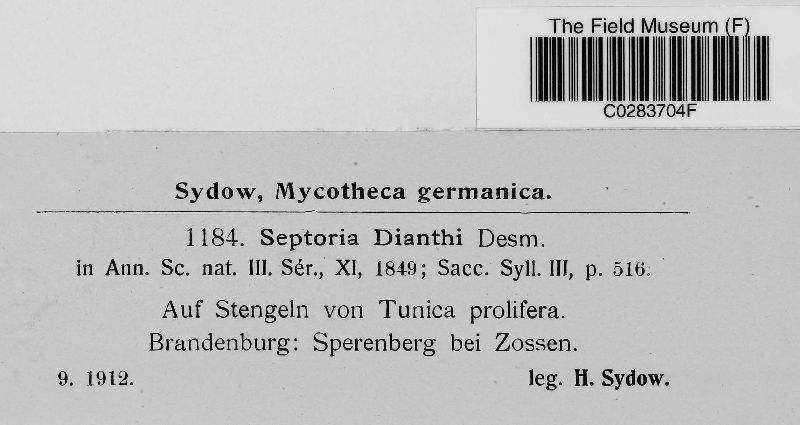 The Field Museum (F)
C0283704F
Sydow, Mycotheca germanica.
1184. Septoria Dianthi Desm.
in Ann. Sc. nat. III. Sér., XI, 1849; Sacc. Syll. III, p. 516.
Auf Stengeln von Tunica prolifera.
Brandenburg: Sperenberg bei Zossen.
9. 1912. leg. H. Sydow.